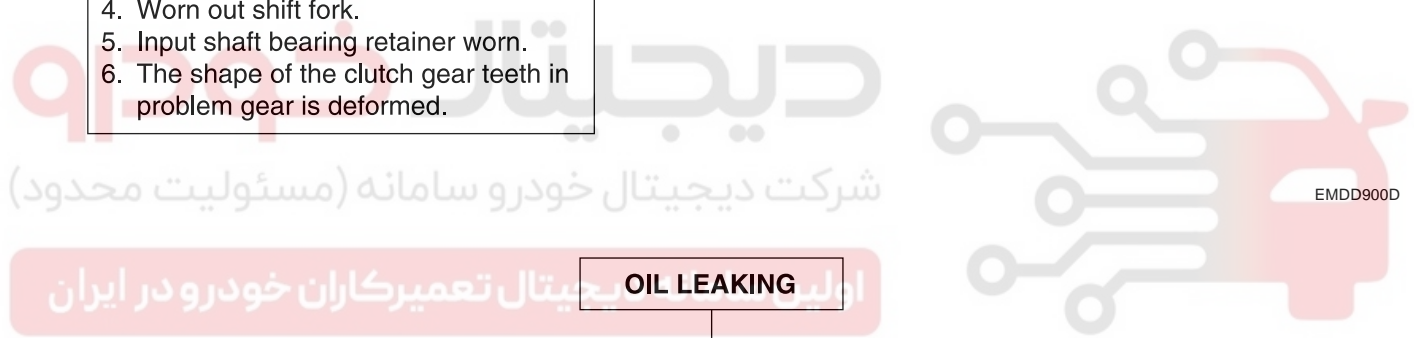 4. Worn out shift fork.
5. Input shaft bearing retainer worn.
6. The shape of the clutch gear teeth in
problem gear is deformed.
دیجیتال خودرو
شرکت دیجیتال خودرو سامانه (مسئولیت محدود)
EMDD900D
OIL LEAKING
اولین دیجیتال تعمیرکاران خودرو در ایران